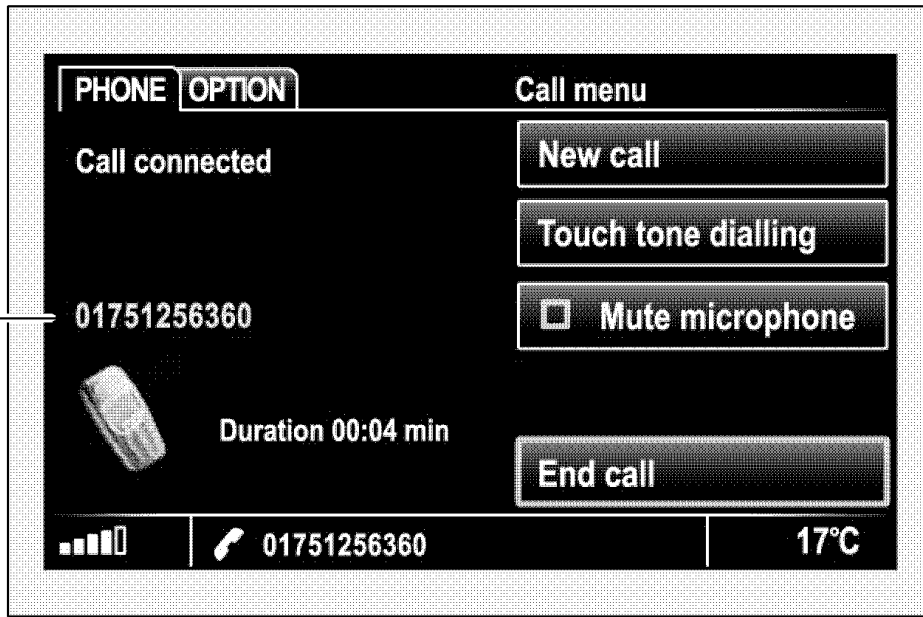 PHONE OPTION Call menu
Call connected
New call
Touch tone dialling
01751256360
Mute microphone
Duration 00:04 min
End call
01751256360 17°C